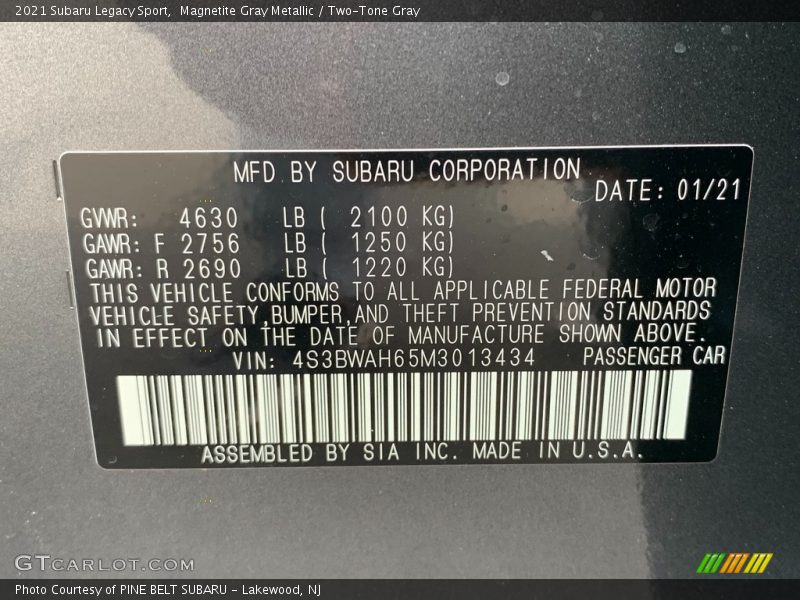 2021 Subaru Legacy Sport,  Magnetite Gray Metallic / Two-Tone Gray
MFD.BY SUBARU CORPORATION
DATE: 01/21
GVWR: 4630 LB ( 2100 KG)
GAWR: F 2756 LB ( 1250 KG)
GAWR: R 2690 LB ( 1220 KG)
THIS VEHICLE CONFORMS TO ALL APPLICABLE FEDERAL MOTOR
VEHICLE SAFETY,BUMPER,AND THEFT PREVENTION STANDARDS
IN EFFECT ON THE DATE OF MANUFACTURE SHOWN ABOVE.
VIN: 4S3BWAH65M3013434 PASSENGER CAR
ASSEMBLED BY SIA INC. MADE IN U.S.A.
GTCARLOT.COM
Photo Courtesy of PINE BELT SUBARU - Lakewood, NJ